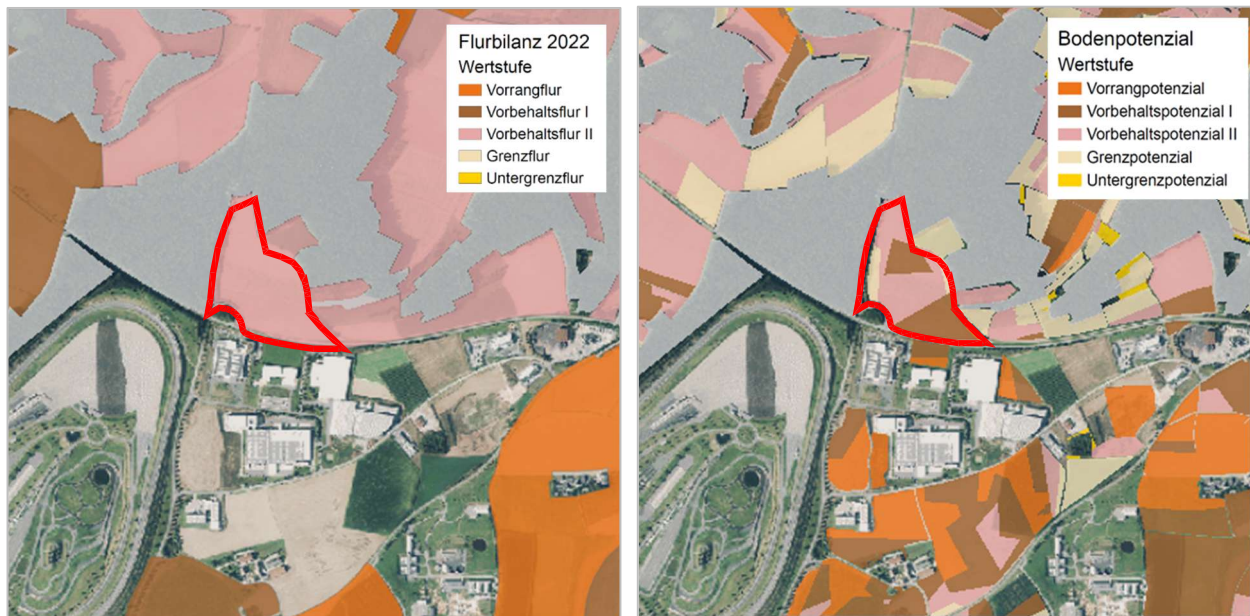 Flurbilanz 2022
Wertstufe
Vorrangflur
Vorbehaltsflur I
Vorbehaltsflur II
Grenzflur
Untergrenzflur
Bodenpotenzial
Wertstufe
Vorrangpotenzial
Vorbehaltspotenzial I
Vorbehaltspotenzial II
Grenzpotenzial
Untergrenzpotenzial